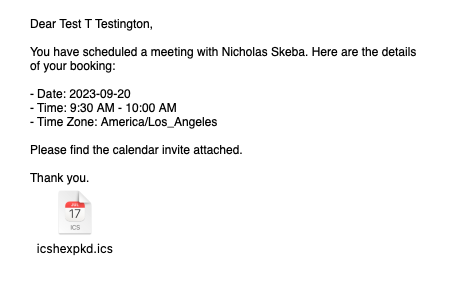 Dear Test T Testington,
You have scheduled a meeting with Nicholas Skeba. Here are the details
of your booking:
- Date: 2023-09-20
- Time: 9:30 AM - 10:00 AM
- Time Zone: America/Los_Angeles
Please find the calendar invite attached.
Thank you.
JUL
17
ICS
icshexpkd.ics